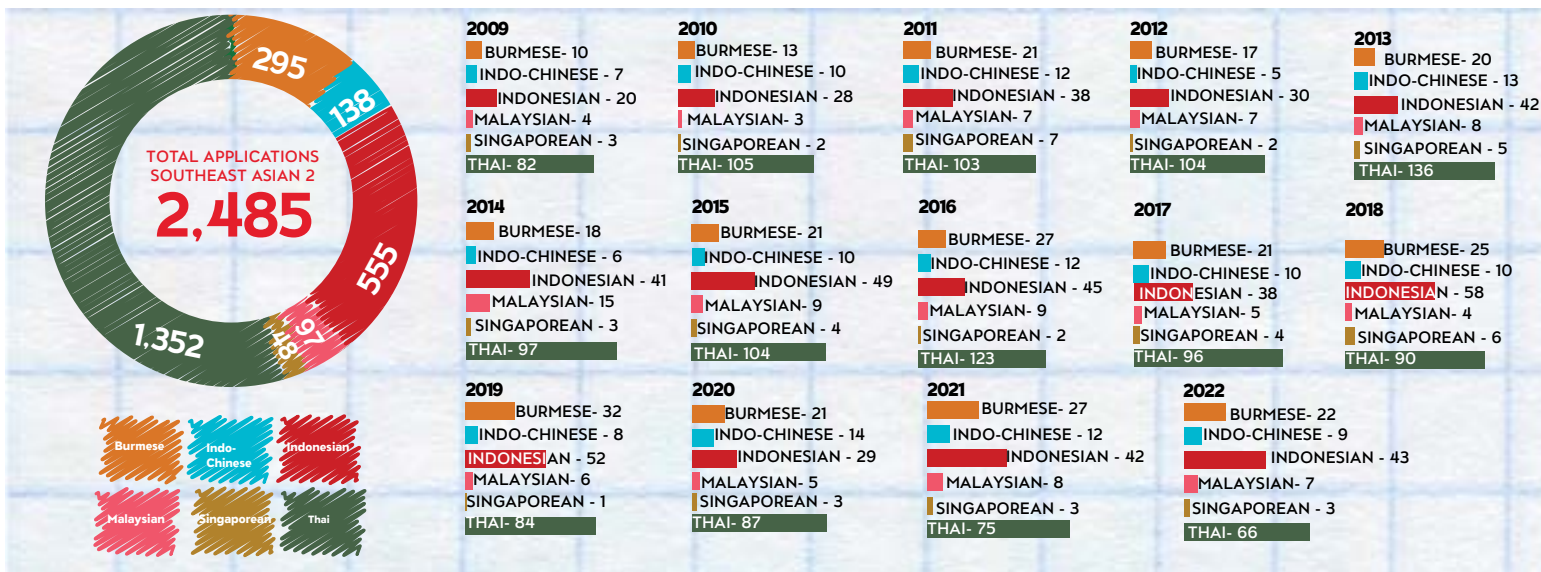 295
138
555
97
48
1,352
TOTAL APPLICATIONS
SOUTHEAST ASIAN 2
2,485
Burmese
Indo-
Chinese
Indonesian
Malaysian
Singaporean
Thai
2009
BURMESE- 10
INDO-CHINESE - 7
INDONESIAN - 20
MALAYSIAN- 4
SINGAPOREAN - 3
THAI- 82
2010
BURMESE- 13
INDO-CHINESE - 10
INDONESIAN - 28
MALAYSIAN- 3
SINGAPOREAN - 2
THAI- 105
2011
BURMESE- 21
INDO-CHINESE - 12
INDONESIAN - 38
MALAYSIAN- 7
SINGAPOREAN - 7
THAI- 103
2012
BURMESE- 17
INDO-CHINESE - 5
INDONESIAN - 30
MALAYSIAN- 7
SINGAPOREAN - 2
THAI- 104
2013
BURMESE- 20
INDO-CHINESE - 13
INDONESIAN - 42
MALAYSIAN- 8
SINGAPOREAN - 5
THAI- 136
2014
BURMESE- 18
INDO-CHINESE - 6
INDONESIAN - 41
MALAYSIAN- 15
SINGAPOREAN - 3
THAI- 97
2015
BURMESE- 21
INDO-CHINESE - 10
INDONESIAN - 49
MALAYSIAN- 9
SINGAPOREAN - 4
THAI- 104
2016
BURMESE- 27
INDO-CHINESE - 12
INDONESIAN - 45
MALAYSIAN- 9
SINGAPOREAN - 2
THAI- 123
2017
BURMESE- 21
INDO-CHINESE - 10
INDONESIAN - 38
MALAYSIAN- 5
SINGAPOREAN - 4
THAI- 96
2018
BURMESE- 25
INDO-CHINESE - 10
INDONESIAN - 58
MALAYSIAN- 4
SINGAPOREAN - 6
THAI- 90
2019
BURMESE- 32
INDO-CHINESE - 8
INDONESIAN - 52
MALAYSIAN- 6
SINGAPOREAN - 1
THAI- 84
2020
BURMESE- 21
INDO-CHINESE - 14
INDONESIAN - 29
MALAYSIAN- 5
SINGAPOREAN - 3
THAI- 87
2021
BURMESE- 27
INDO-CHINESE - 12
INDONESIAN - 42
MALAYSIAN- 8
SINGAPOREAN - 3
THAI- 75
2022
BURMESE- 22
INDO-CHINESE - 9
INDONESIAN - 43
MALAYSIAN- 7
SINGAPOREAN - 3
THAI- 66